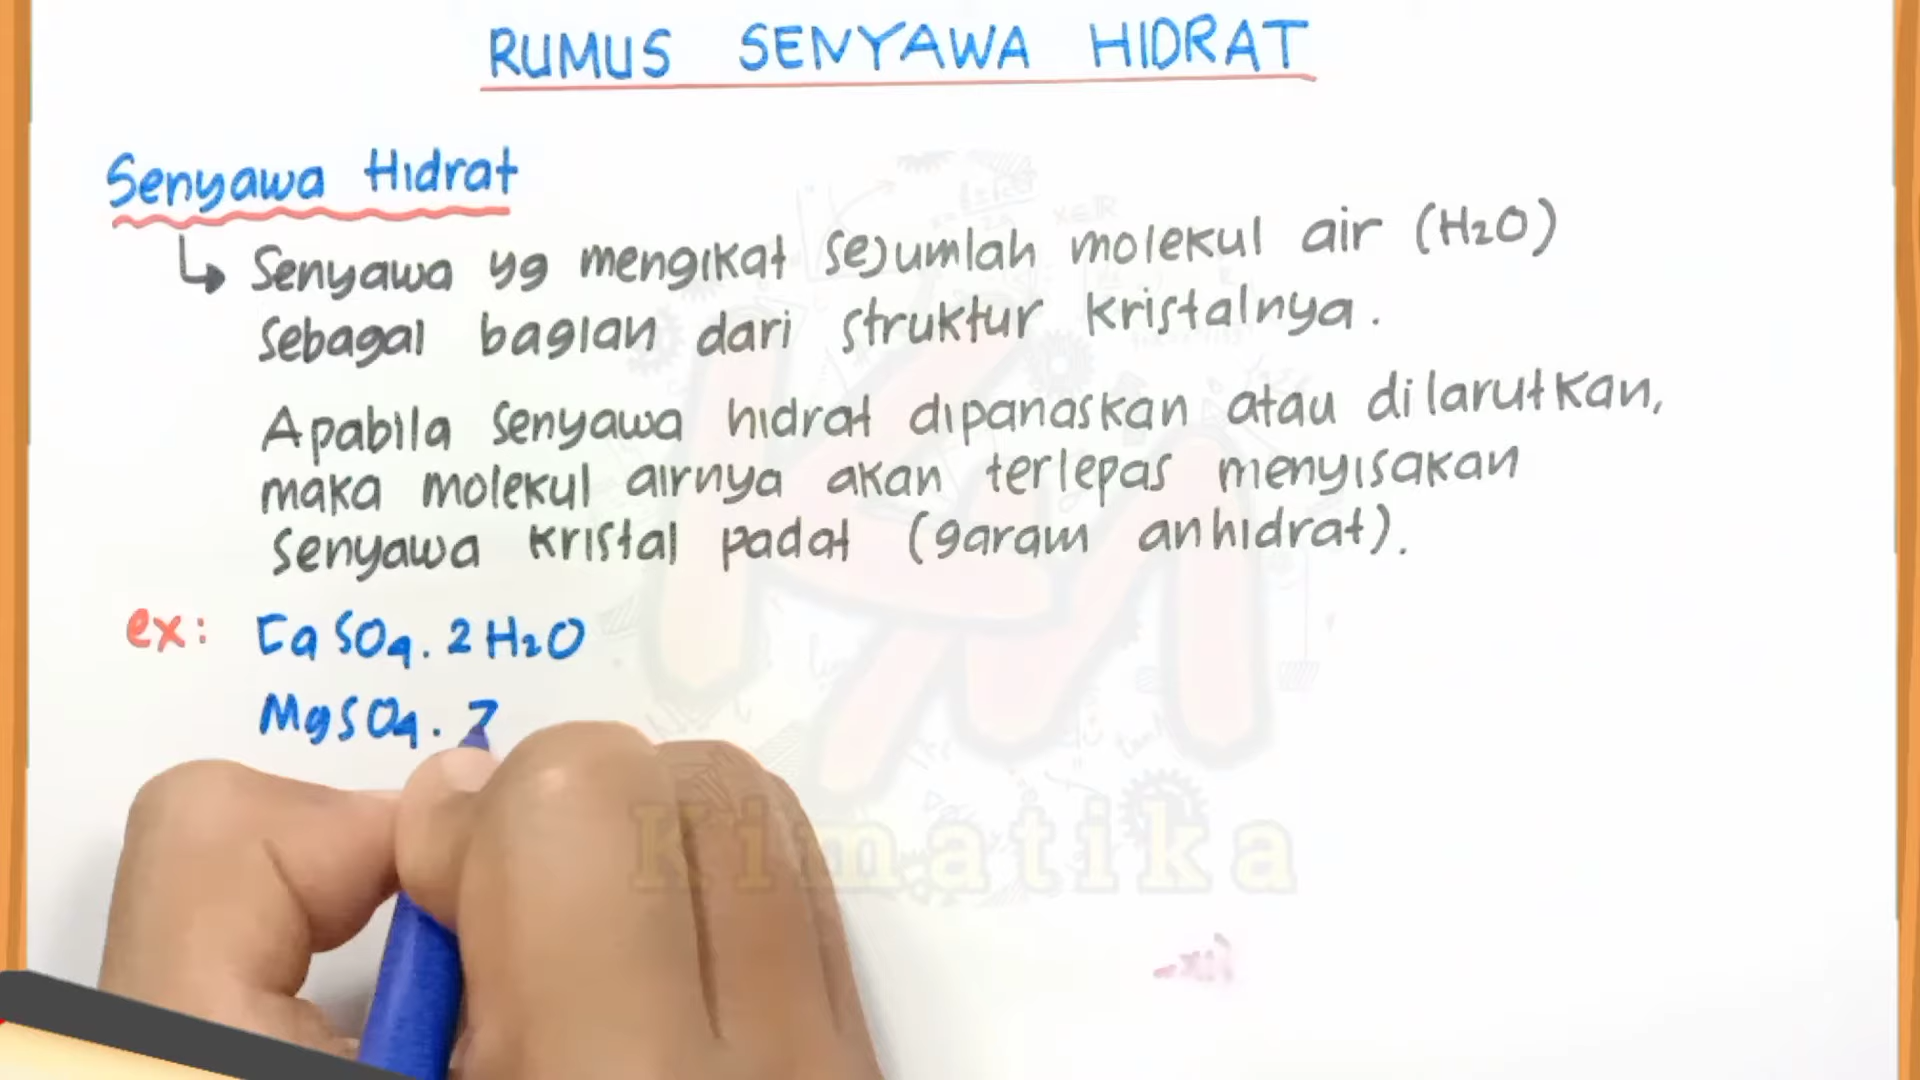 RUMUS SENYAWA HIDRAT
Senyawa Hidrat
↳ Senyawa yg mengikat sejumlah molekul air (H₂O)
sebagai bagian dari struktur kristalnya.
Apabila senyawa hidrat dipanaskan atau dilarutkan,
maka molekul airnya akan terlepas menyisakan
senyawa kristal padat (garam anhidrat).
ex: CaSO₄. 2H₂O
MgSO₄. 7
KM
Kimatika